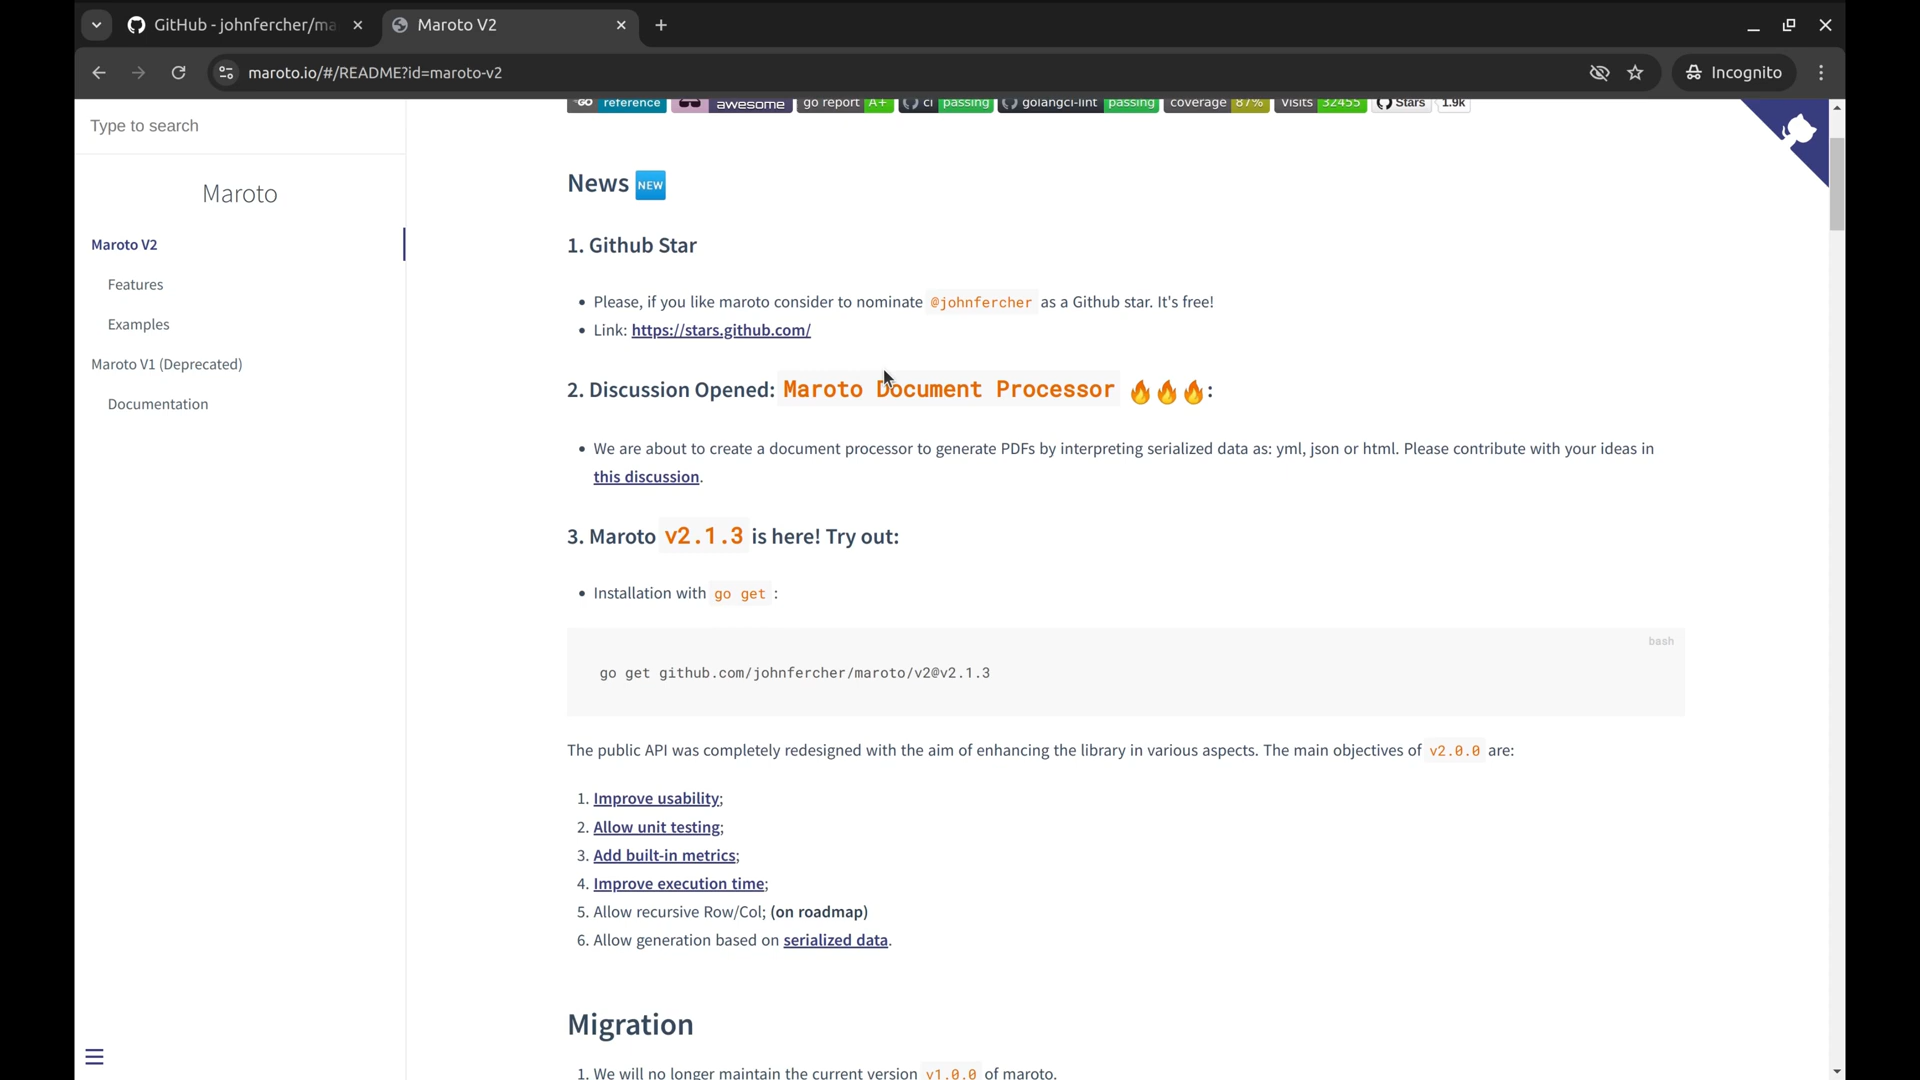 GitHub - johnfercher/ma
Maroto V2
maroto.io/#/README?id=maroto-v2
Incognito
Type to search
Maroto
Maroto V2
Features
Examples
Maroto V1 (Deprecated)
Documentation
GO reference awesome go report A+ ci passing golangci-lint passing coverage 87% Visits 32455 Stars 1.9k
News NEW
1. Github Star
• Please, if you like maroto consider to nominate @johnfercher as a Github star. It's free!
• Link: https://stars.github.com/
2. Discussion Opened: Maroto Document Processor 🔥🔥🔥:
• We are about to create a document processor to generate PDFs by interpreting serialized data as: yml, json or html. Please contribute with your ideas in
this discussion.
3. Maroto v2.1.3 is here! Try out:
• Installation with go get :
bash
go get github.com/johnfercher/maroto/v2@v2.1.3
The public API was completely redesigned with the aim of enhancing the library in various aspects. The main objectives of v2.0.0 are:
1. Improve usability;
2. Allow unit testing;
3. Add built-in metrics;
4. Improve execution time;
5. Allow recursive Row/Col; (on roadmap)
6. Allow generation based on serialized data.
Migration
1. We will no longer maintain the current version v1.0.0 of maroto.